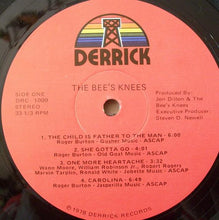 DERRICK
THE BEE'S KNEES
SIDE ONE
DRC - 1000
STEREO
33 1/3 RPM
Produced By:
Jon Dillon & The
Bee's Knees
Executive Producer
Steven O. Newell
1. THE CHILD IS FATHER TO THE MAN - 6:00
Roger Burton - Gusher Music - ASCAP
2. SHE GOTTA GO - 4:01
Roger Burton - Old Goat Music - ASCAP
3. ONE MORE HEARTACHE - 3:32
Moore, William Robinson Jr., Robert Rogers
Marvin Tarplin, Ronald White - Jobette Music - ASCAP
4. CAROLINA - 6:49
Roger Burton - Jasperilla Music - ASCAP
© 1978 DERRICK RECORDS